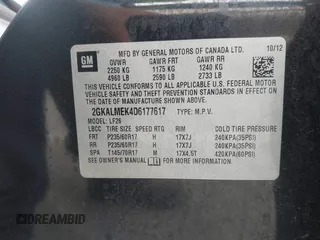 GM
MFD BY GENERAL MOTORS OF CANADA LTD. 10/12
GVWR GAWR FRT GAWR RR
2250 KG 1175 KG 1240 KG
4960 LB 2590 LB 2733 LB
THIS VEHICLE CONFORMS TO ALL APPLICABLE U.S. FEDERAL MOTOR
VEHICLE SAFETY AND THEFT PREVENTION STANDARDS IN EFFECT
ON THE DATE OF MANUFACTURE SHOWN ABOVE.
2GKALMEK4D6177617 TYPE: M.P.V.
MODEL: LF26
LBCC TIRE SIZE SPEED RTG RIM COLD TIRE PRESSURE
FRT P235/60R17 H 17X7J 240KPA(35PSI)
RR P235/60R17 H 17X7J 240KPA(35PSI)
SPA T145/70R17 M 17X4.5T 420KPA(60PSI)
SEE OWNER'S MANUAL FOR ADDITIONAL INFORMATION
© BIDFAX.INFO